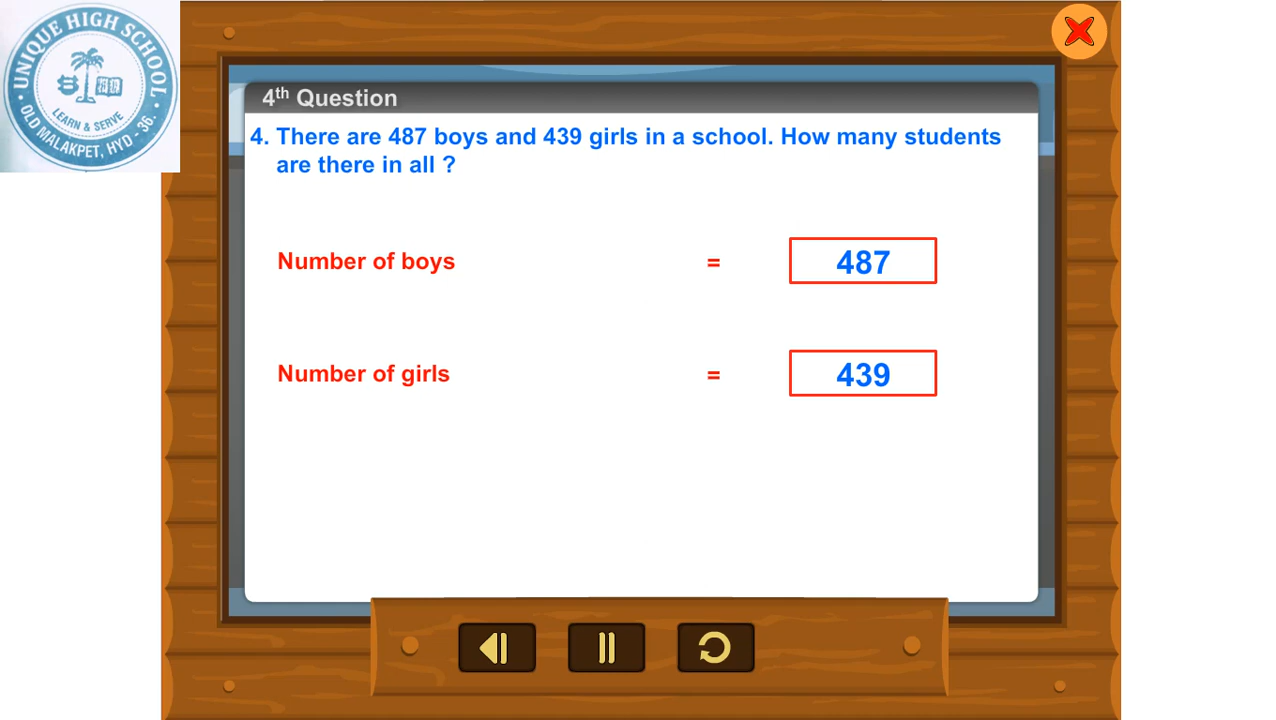 UNIQUE HIGH SCHOOL
LEARN & SERVE
OLD MALAKPET, HYD - 36.
4th Question
4. There are 487 boys and 439 girls in a school. How many students
are there in all ?
Number of boys = 487
Number of girls = 439